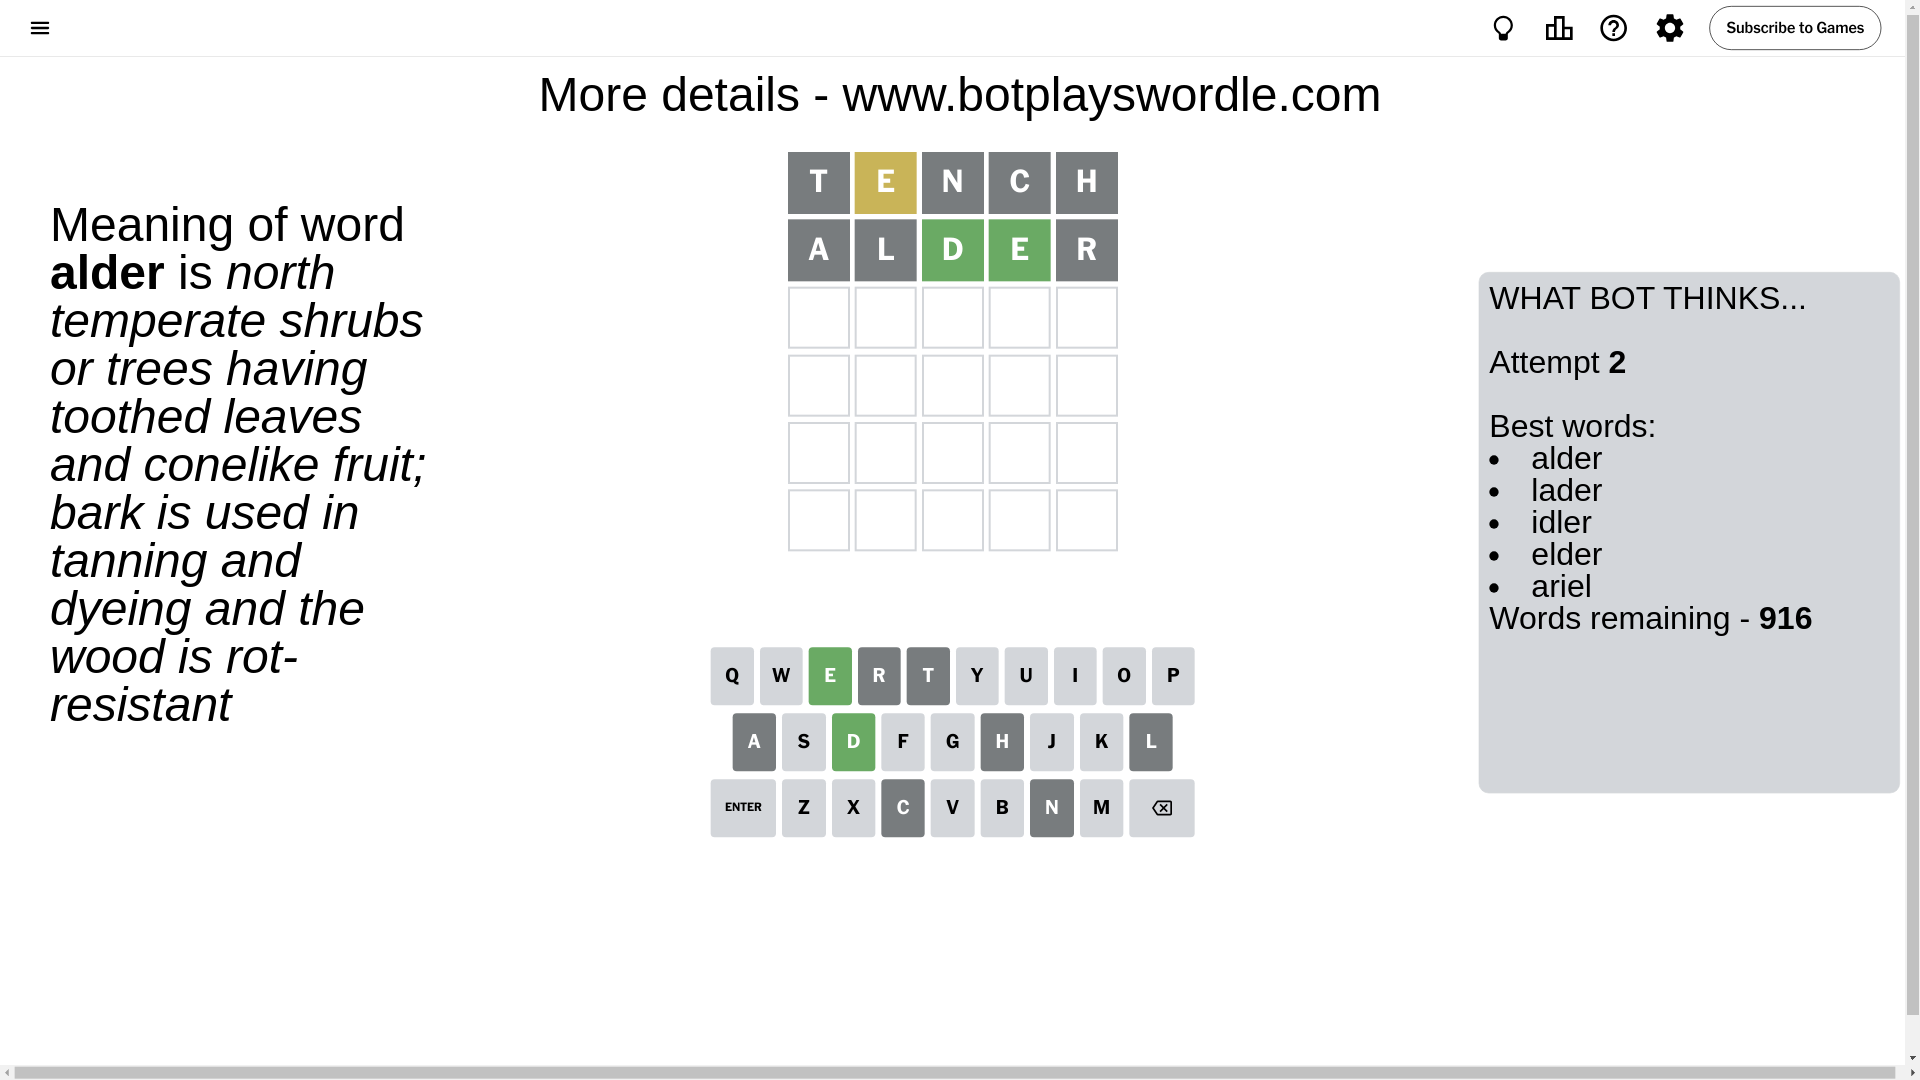 Subscribe to Games
More details - www.botplayswordle.com
Meaning of word
alder is north
temperate shrubs
or trees having
toothed leaves
and conelike fruit;
bark is used in
tanning and
dyeing and the
wood is rot-
resistant
T E N C H
A L D E R
WHAT BOT THINKS...
Attempt 2
Best words:
• alder
• lader
• idler
• elder
• ariel
Words remaining - 916
Q W E R T Y U I O P
A S D F G H J K L
ENTER Z X C V B N M